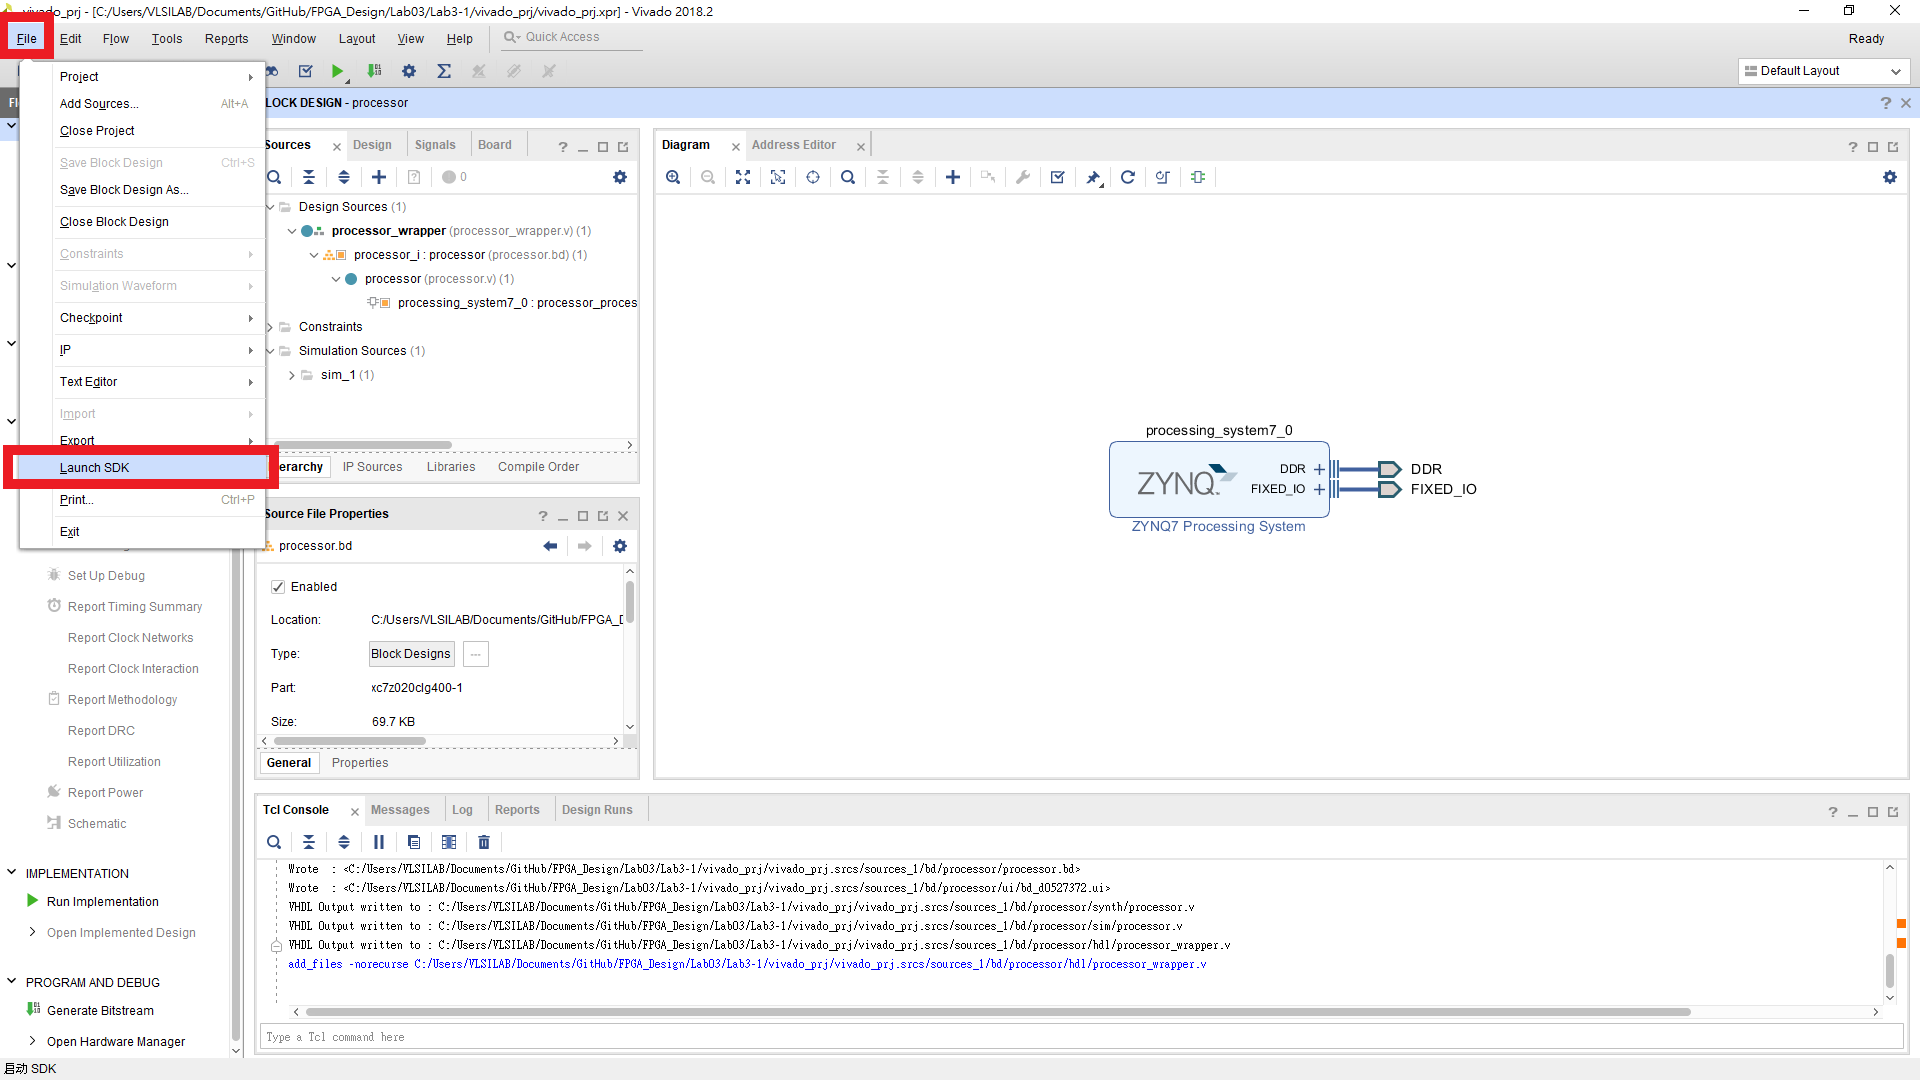 vivado_prj - [C:/Users/VLSILAB/Documents/GitHub/FPGA_Design/Lab03/Lab3-1/vivado_prj/vivado_prj.xpr] - Vivado 2018.2
File Edit Flow Tools Reports Window Layout View Help Quick Access
Ready
Default Layout
Project
Add Sources... Alt+A
Close Project
Save Block Design Ctrl+S
Save Block Design As...
Close Block Design
Constraints
Simulation Waveform
Checkpoint
IP
Text Editor
Import
Export
Launch SDK
Print... Ctrl+P
Exit
Set Up Debug
Report Timing Summary
Report Clock Networks
Report Clock Interaction
Report Methodology
Report DRC
Report Utilization
Report Power
Schematic
IMPLEMENTATION
Run Implementation
Open Implemented Design
PROGRAM AND DEBUG
Generate Bitstream
Open Hardware Manager
LOCK DESIGN - processor
Sources Design Signals Board
0
Design Sources (1)
processor_wrapper (processor_wrapper.v) (1)
processor_i : processor (processor.bd) (1)
processor (processor.v) (1)
processing_system7_0 : processor_proces
Constraints
Simulation Sources (1)
sim_1 (1)
erarchy IP Sources Libraries Compile Order
Source File Properties
processor.bd
Enabled
Location: C:/Users/VLSILAB/Documents/GitHub/FPGA_D
Type: Block Designs ...
Part: xc7z020clg400-1
Size: 69.7 KB
General Properties
Diagram Address Editor
processing_system7_0
ZYNQ.
DDR
FIXED_IO
DDR
FIXED_IO
ZYNQ7 Processing System
Tcl Console Messages Log Reports Design Runs
Wrote : <C:/Users/VLSILAB/Documents/GitHub/FPGA_Design/Lab03/Lab3-1/vivado_prj/vivado_prj.srcs/sources_1/bd/processor/processor.bd>
Wrote : <C:/Users/VLSILAB/Documents/GitHub/FPGA_Design/Lab03/Lab3-1/vivado_prj/vivado_prj.srcs/sources_1/bd/processor/ui/bd_d0527372.ui>
VHDL Output written to : C:/Users/VLSILAB/Documents/GitHub/FPGA_Design/Lab03/Lab3-1/vivado_prj/vivado_prj.srcs/sources_1/bd/processor/synth/processor.v
VHDL Output written to : C:/Users/VLSILAB/Documents/GitHub/FPGA_Design/Lab03/Lab3-1/vivado_prj/vivado_prj.srcs/sources_1/bd/processor/sim/processor.v
VHDL Output written to : C:/Users/VLSILAB/Documents/GitHub/FPGA_Design/Lab03/Lab3-1/vivado_prj/vivado_prj.srcs/sources_1/bd/processor/hdl/processor_wrapper.v
add_files -norecurse C:/Users/VLSILAB/Documents/GitHub/FPGA_Design/Lab03/Lab3-1/vivado_prj/vivado_prj.srcs/sources_1/bd/processor/hdl/processor_wrapper.v
Type a Tcl command here
启动 SDK